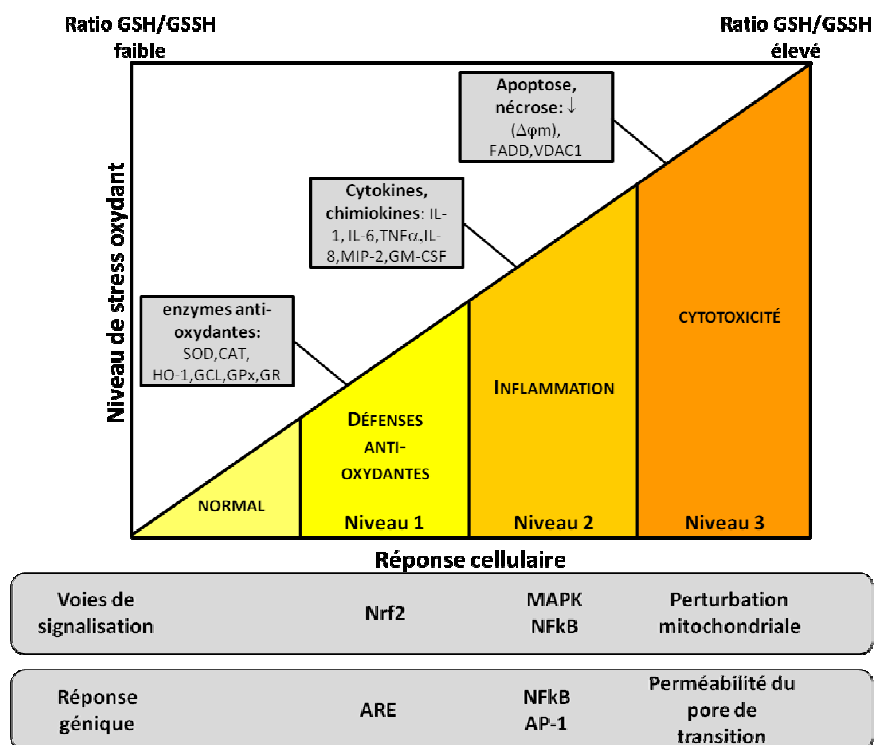 Ratio GSH/GSSH
faible
Ratio GSH/GSSH
élevé
Niveau de stress oxydant
Apoptose,
nécrose: ↓
(Δφm),
FADD,VDAC1
Cytokines,
chimiokines: IL-
1, IL-6,TNFα,IL-
8,MIP-2,GM-CSF
enzymes anti-
oxydantes:
SOD,CAT,
HO-1,GCL,GPx,GR
NORMAL
DÉFENSES
ANTI-
OXYDANTES
Niveau 1
INFLAMMATION
Niveau 2
CYTOTOXICITÉ
Niveau 3
Réponse cellulaire
Voies de
signalisation
Nrf2
MAPK
NFkB
Perturbation
mitochondriale
Réponse
génique
ARE
NFkB
AP-1
Perméabilité du
pore de
transition